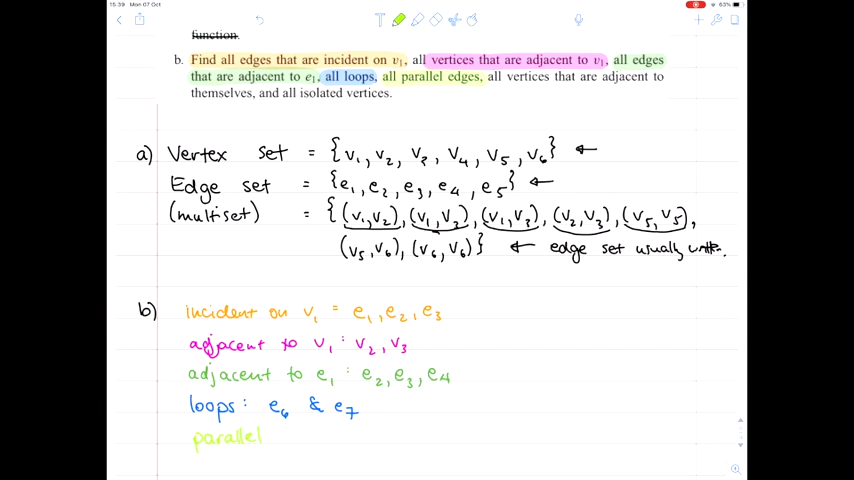 15.39 Mon 07 Oct
63%
function.
b. Find all edges that are incident on v1, all vertices that are adjacent to v1, all edges
that are adjacent to e1, all loops, all parallel edges, all vertices that are adjacent to
themselves, and all isolated vertices.
a) Vertex set = {v1, v2, v3, v4, v5, v6} ←
Edge set = {e1, e2, e3, e4, e5} ←
(multiset) = {(v1,v2), (v1,v2), (v1,v3), (v2,v3), (v5,v5),
(v5,v6), (v6,v6)} ← edge set usually written.
b) incident on v1 = e1, e2, e3
adjacent to v1 : v2, v3
adjacent to e1 : e2, e3, e4
loops: e6 & e7
parallel